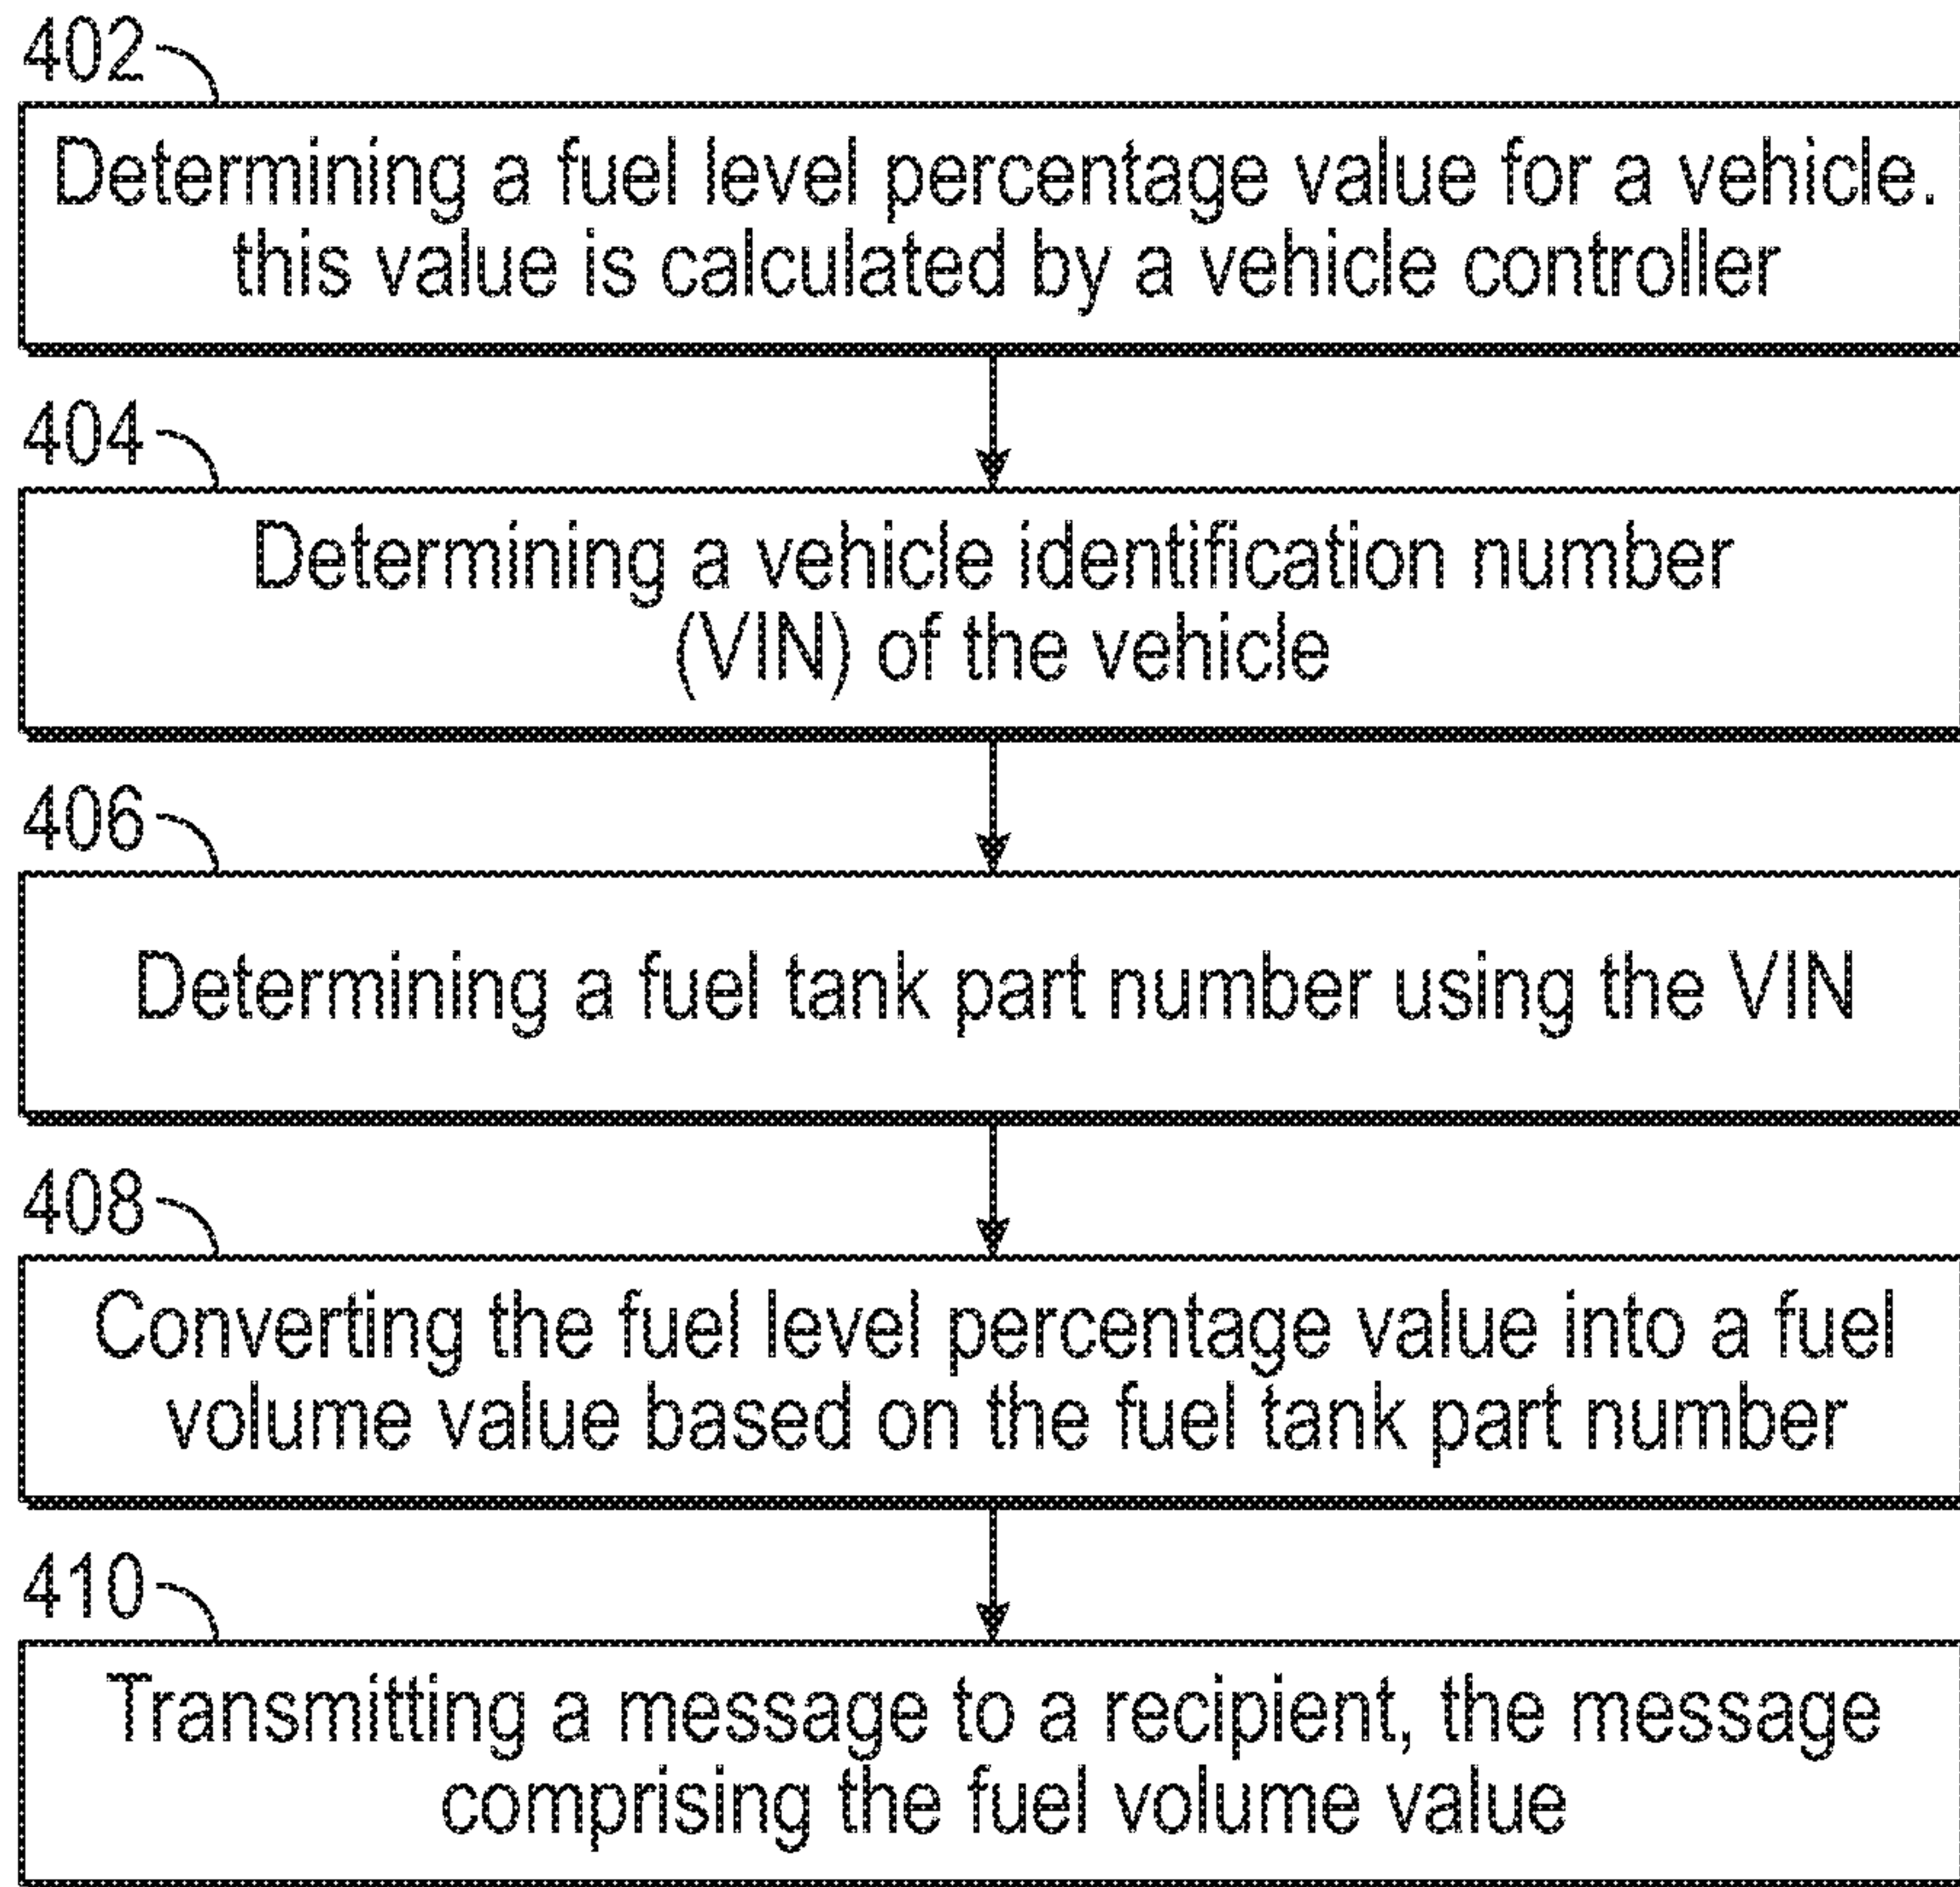 402
Determining a fuel level percentage value for a vehicle.
this value is calculated by a vehicle controller
404
Determining a vehicle identification number
(VIN) of the vehicle
406
Determining a fuel tank part number using the VIN
408
Converting the fuel level percentage value into a fuel
volume value based on the fuel tank part number
410
Transmitting a message to a recipient, the message
comprising the fuel volume value